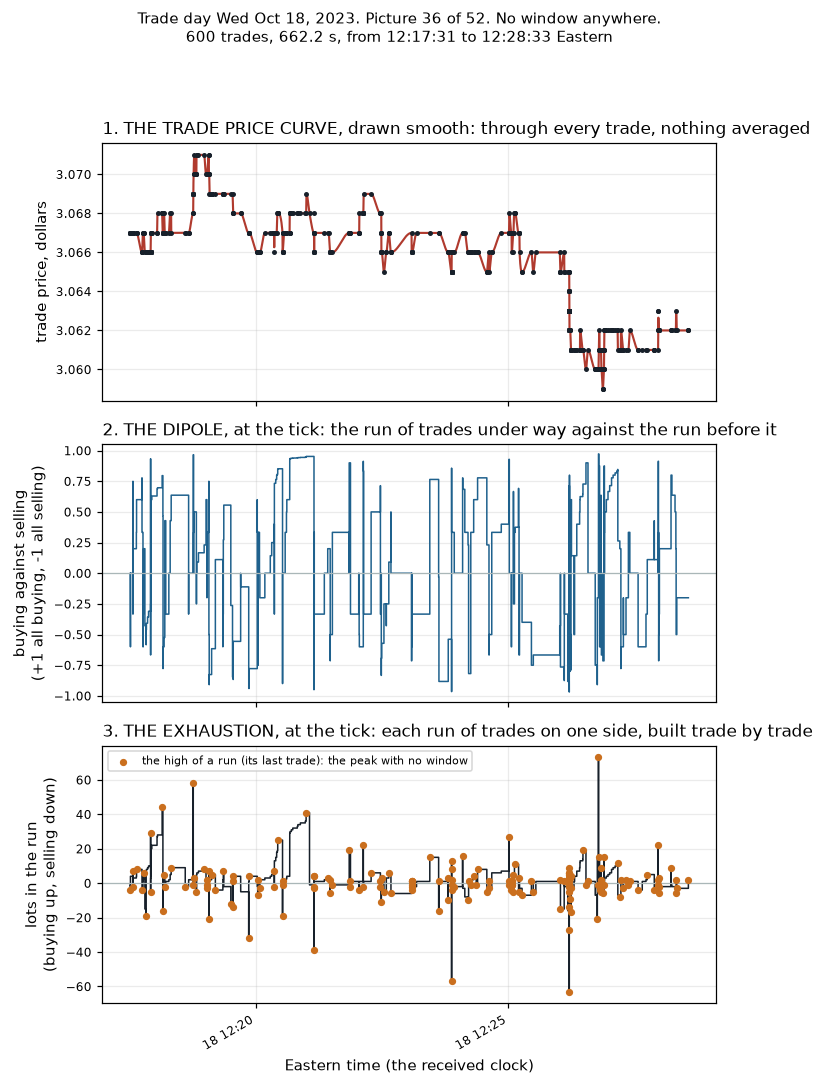 Trade day Wed Oct 18, 2023. Picture 36 of 52. No window anywhere.
600 trades, 662.2 s, from 12:17:31 to 12:28:33 Eastern
1. THE TRADE PRICE CURVE, drawn smooth: through every trade, nothing averaged
trade price, dollars
3.070
3.068
3.066
3.064
3.062
3.060
2. THE DIPOLE, at the tick: the run of trades under way against the run before it
buying against selling
(+1 all buying, -1 all selling)
1.00
0.75
0.50
0.25
0.00
−0.25
−0.50
−0.75
−1.00
3. THE EXHAUSTION, at the tick: each run of trades on one side, built trade by trade
the high of a run (its last trade): the peak with no window
lots in the run
(buying up, selling down)
60
40
20
0
−20
−40
−60
18 12:20
18 12:25
Eastern time (the received clock)